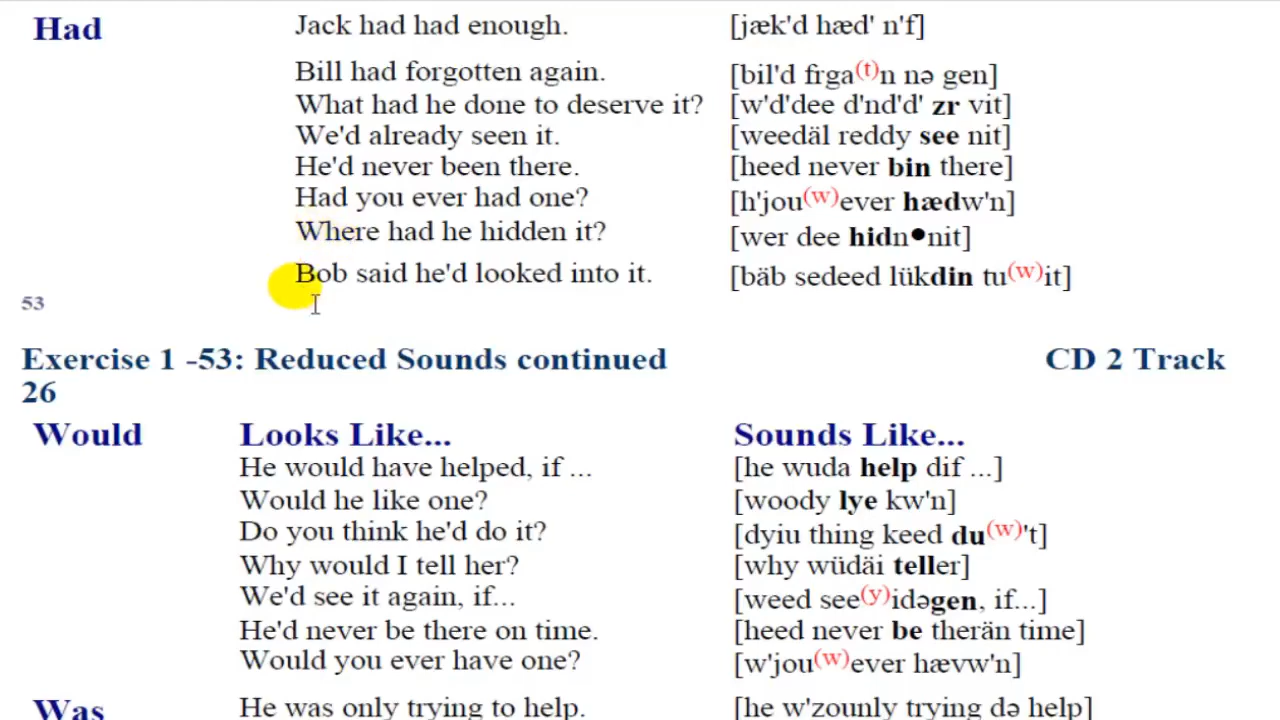 Had Jack had had enough. [jæk'd hæd' n'f]
Bill had forgotten again. [bil'd frga(t)n nə gen]
What had he done to deserve it? [w'd'dee d'nd'd' zr vit]
We'd already seen it. [weedäl reddy see nit]
He'd never been there. [heed never bin there]
Had you ever had one? [h'jou(w)ever hædw'n]
Where had he hidden it? [wer dee hidn•nit]
Bob said he'd looked into it. [bäb sedeed lükdin tu(w)it]
53
Exercise 1 -53: Reduced Sounds continued CD 2 Track
26
Would Looks Like... Sounds Like...
He would have helped, if ... [he wuda help dif ...]
Would he like one? [woody lye kw'n]
Do you think he'd do it? [dyiu thing keed du(w)'t]
Why would I tell her? [why wüdäi teller]
We'd see it again, if... [weed see(y)idəgen, if...]
He'd never be there on time. [heed never be therän time]
Would you ever have one? [w'jou(w)ever hævw'n]
Was He was only trying to help. [he w'zounly trying də help]